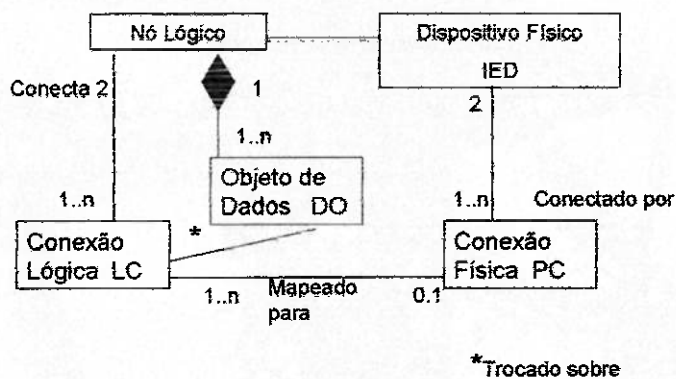 Nó Lógico
Dispositivo Físico
IED
Conecta 2
1
2
1..n
Objeto de
Dados DO
1..n
1..n
Conectado por
*
Conexão
Lógica LC
Conexão
Física PC
1..n
Mapeado
para
0.1
*Trocado sobre